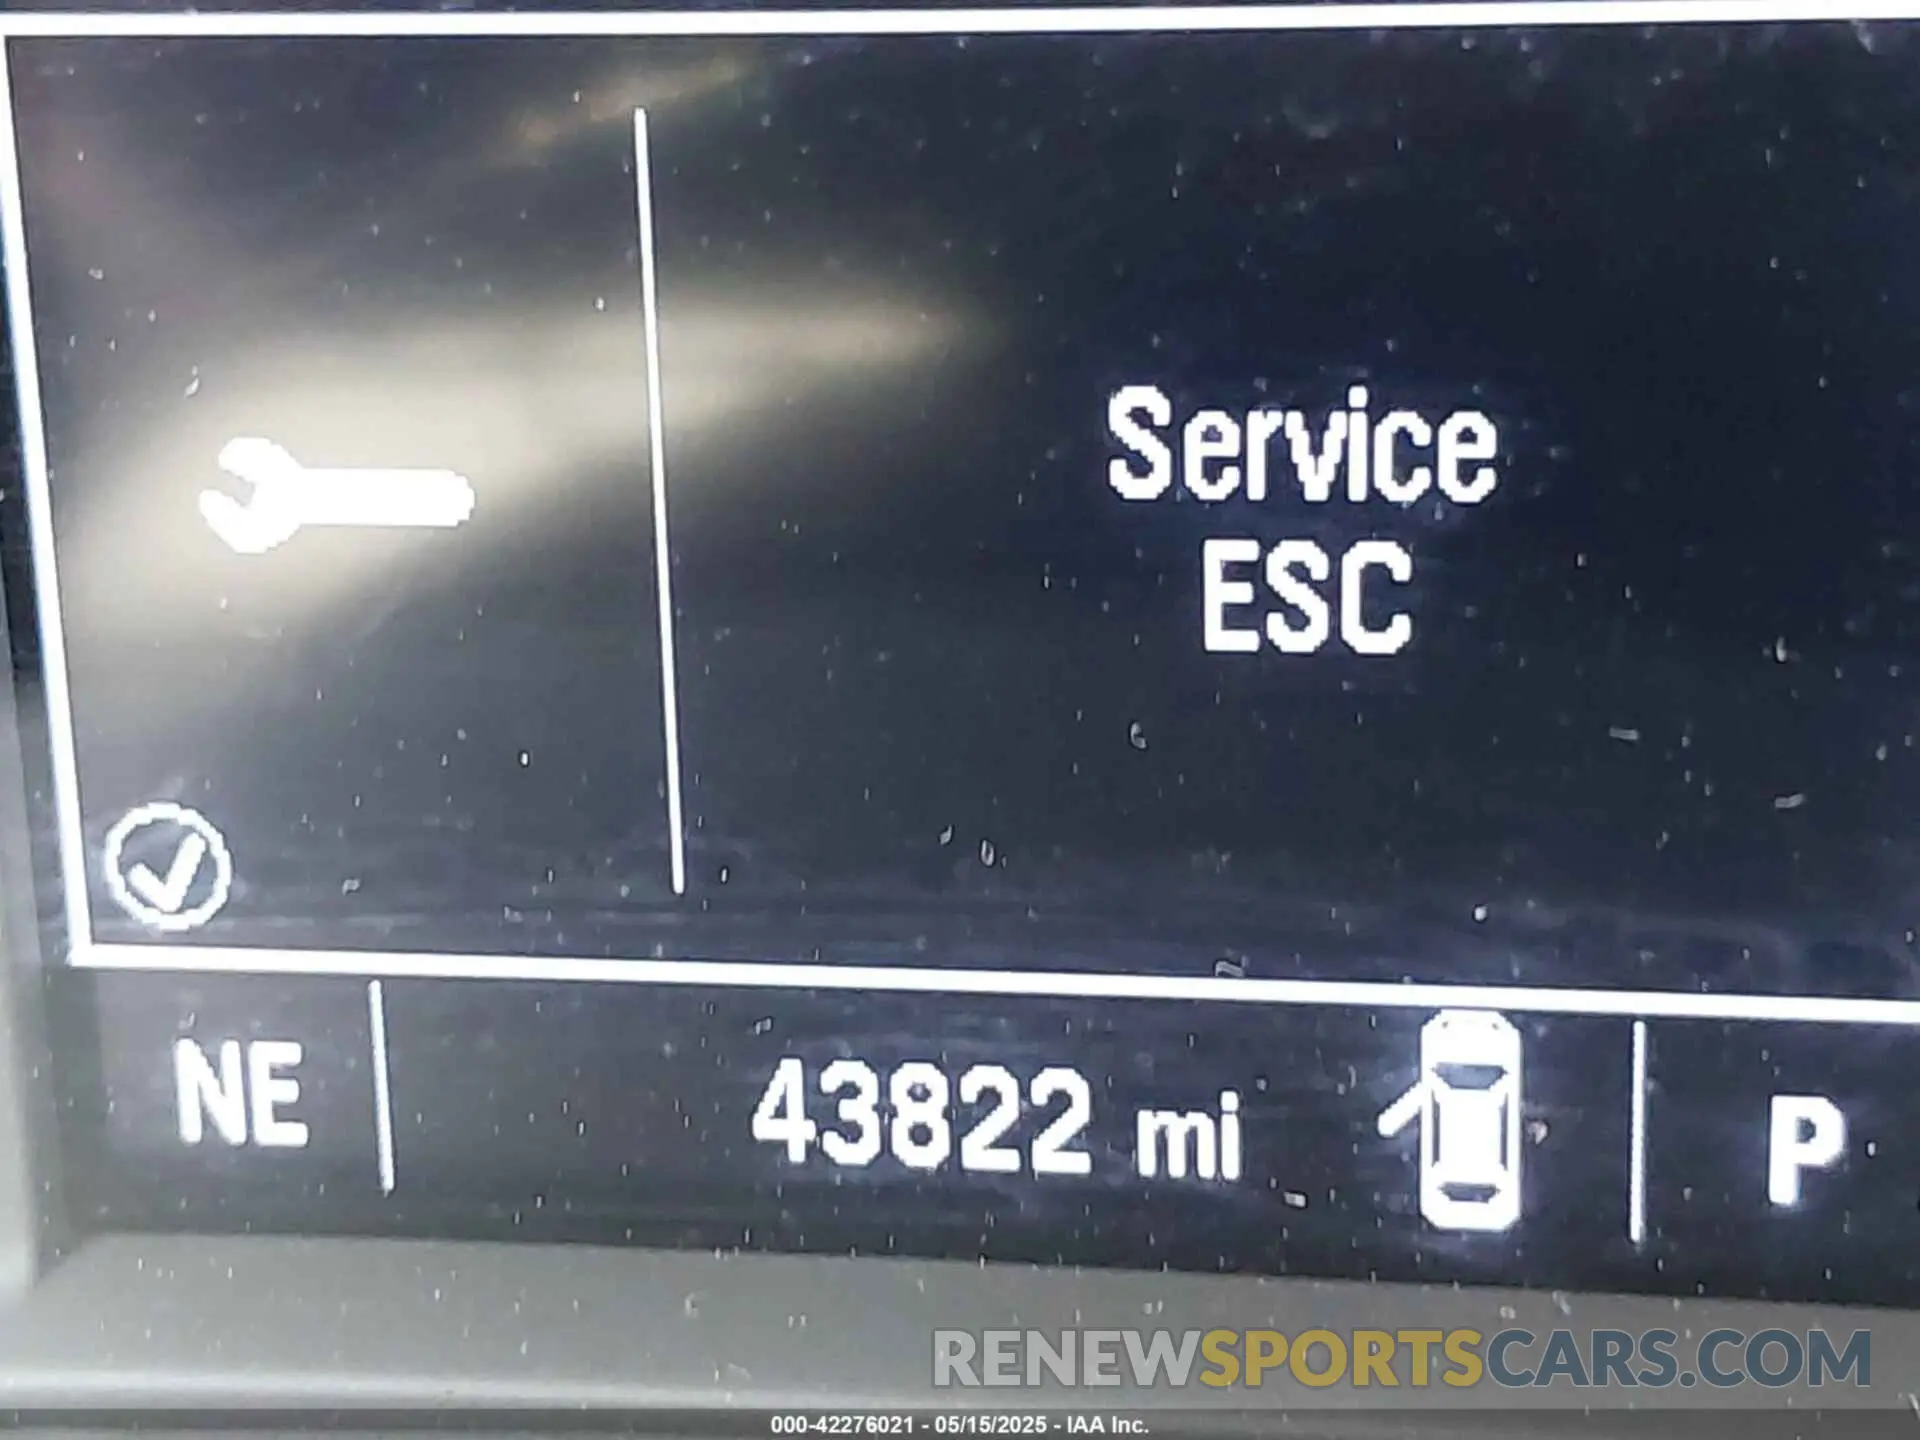 Service
ESC
NE
43822 mi
P
RENEWSPORTSCARS.COM
000-42276021 - 05/15/2025 - IAA Inc.